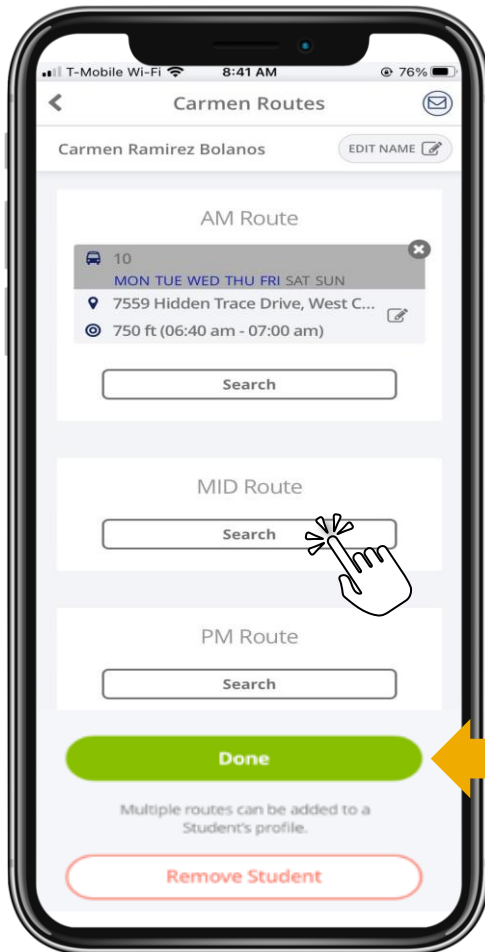 T-Mobile Wi-Fi 8:41 AM 76%
Carmen Routes
Carmen Ramirez Bolanos EDIT NAME
AM Route
10
MON TUE WED THU FRI SAT SUN
7559 Hidden Trace Drive, West C...
750 ft (06:40 am - 07:00 am)
Search
MID Route
Search
PM Route
Search
Done
Multiple routes can be added to a
Student's profile.
Remove Student